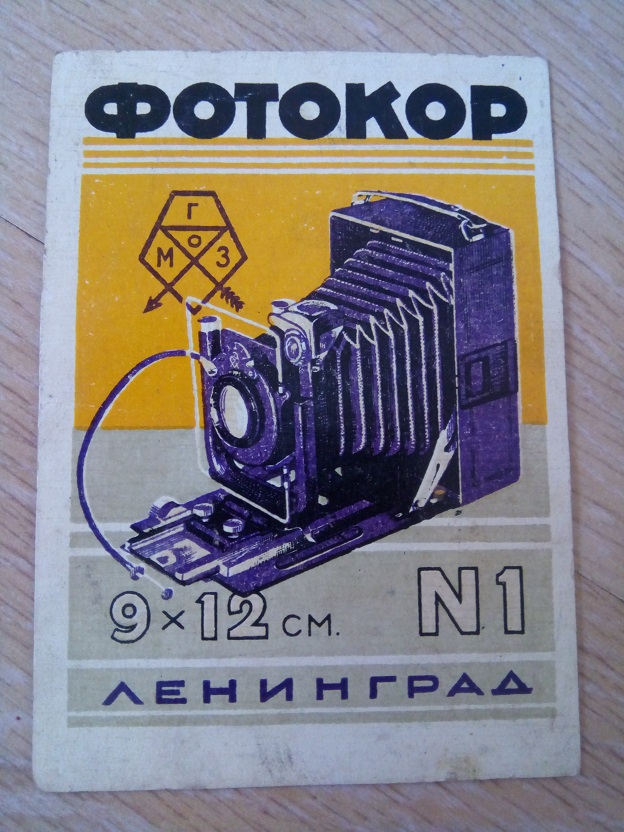 ФОТОКОР
Г
О
М З
9 × 12 СМ.
N1
ЛЕНИНГРАД